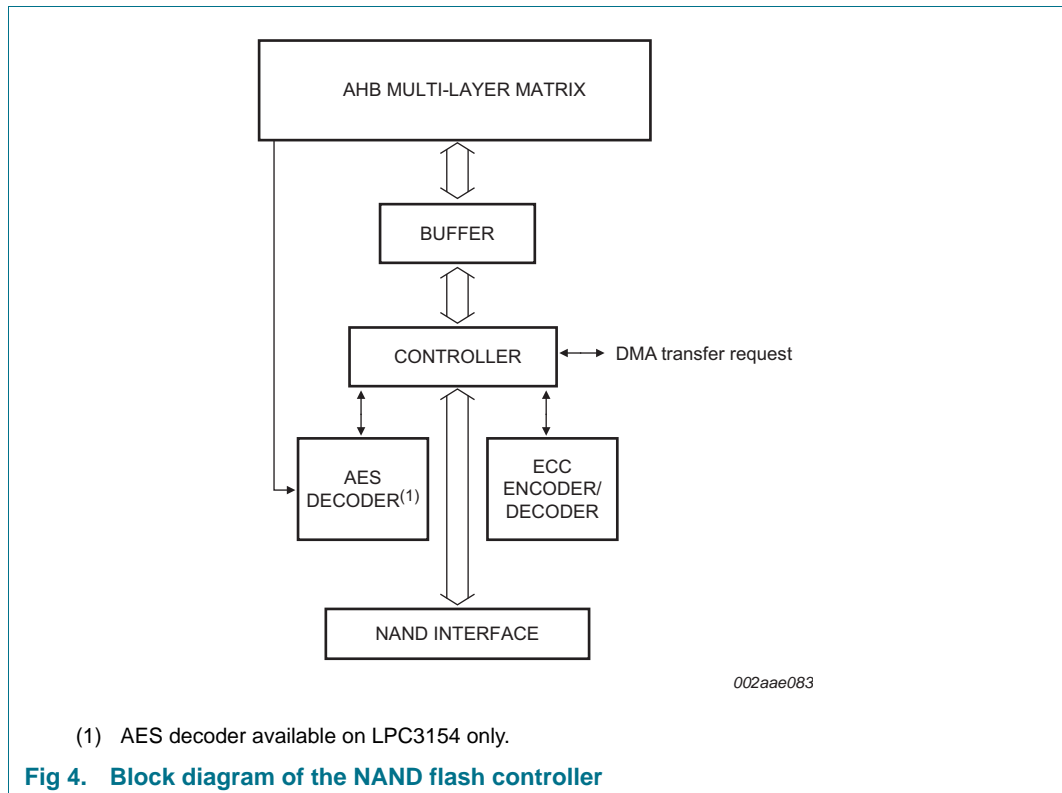 AHB MULTI-LAYER MATRIX
BUFFER
CONTROLLER
DMA transfer request
AES
DECODER(1)
ECC
ENCODER/
DECODER
NAND INTERFACE
002aae083
(1) AES decoder available on LPC3154 only.
Fig 4. Block diagram of the NAND flash controller